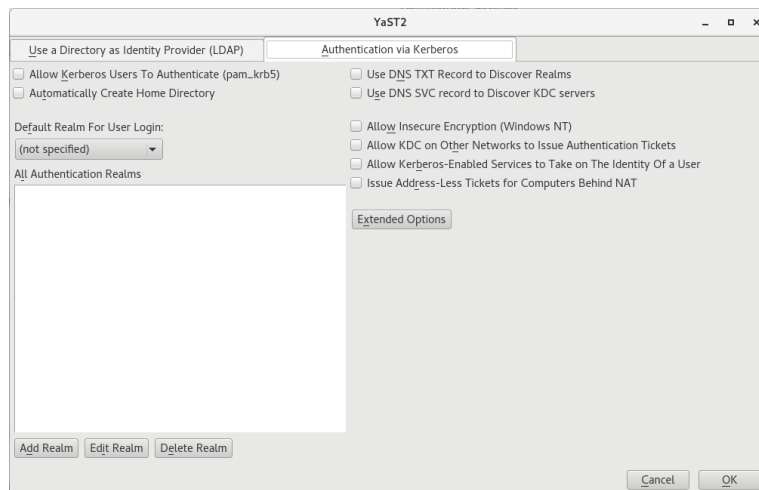 YaST2
Use a Directory as Identity Provider (LDAP)
Authentication via Kerberos
Allow Kerberos Users To Authenticate (pam_krb5)
Automatically Create Home Directory
Default Realm For User Login:
(not specified)
All Authentication Realms
Add Realm
Edit Realm
Delete Realm
Use DNS TXT Record to Discover Realms
Use DNS SVC record to Discover KDC servers
Allow Insecure Encryption (Windows NT)
Allow KDC on Other Networks to Issue Authentication Tickets
Allow Kerberos-Enabled Services to Take on The Identity Of a User
Issue Address-Less Tickets for Computers Behind NAT
Extended Options
Cancel
OK